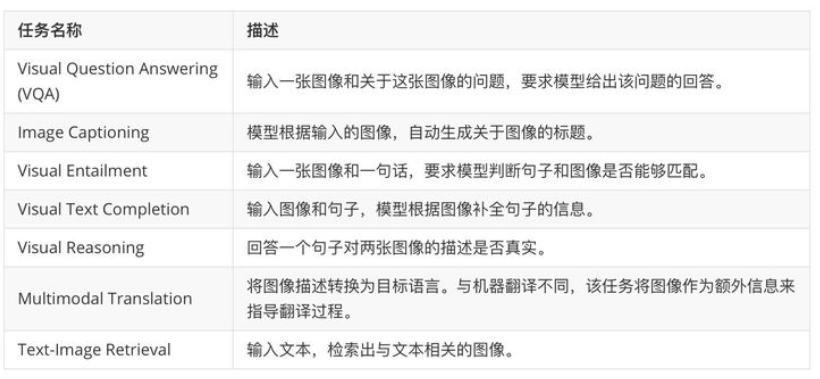 任务名称 描述
Visual Question Answering
(VQA) 输入一张图像和关于这张图像的问题，要求模型给出该问题的回答。
Image Captioning 模型根据输入的图像，自动生成关于图像的标题。
Visual Entailment 输入一张图像和一句话，要求模型判断句子和图像是否能够匹配。
Visual Text Completion 输入图像和句子，模型根据图像补全句子的信息。
Visual Reasoning 回答一个句子对两张图像的描述是否真实。
Multimodal Translation 将图像描述转换为目标语言。与机器翻译不同，该任务将图像作为额外信息来
指导翻译过程。
Text-Image Retrieval 输入文本，检索出与文本相关的图像。